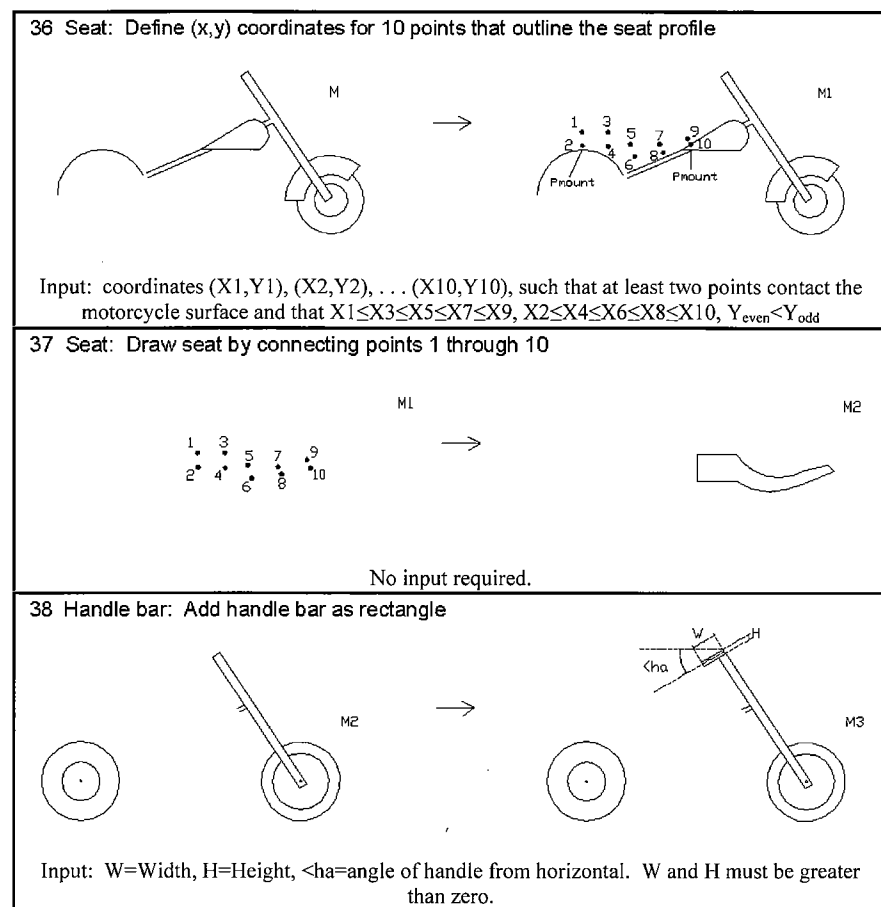 36 Seat: Define (x,y) coordinates for 10 points that outline the seat profile
M
M1
1 3 5 7 9
2 4 6 8 10
Pmount
Pmount
Input: coordinates (X1,Y1), (X2,Y2), . . . (X10,Y10), such that at least two points contact the
motorcycle surface and that X1≤X3≤X5≤X7≤X9, X2≤X4≤X6≤X8≤X10, Yeven<Yodd
37 Seat: Draw seat by connecting points 1 through 10
M1
M2
1 3 5 7 9
2 4 6 8 10
No input required.
38 Handle bar: Add handle bar as rectangle
W
H
<ha
M2
M3
Input: W=Width, H=Height, <ha=angle of handle from horizontal. W and H must be greater
than zero.